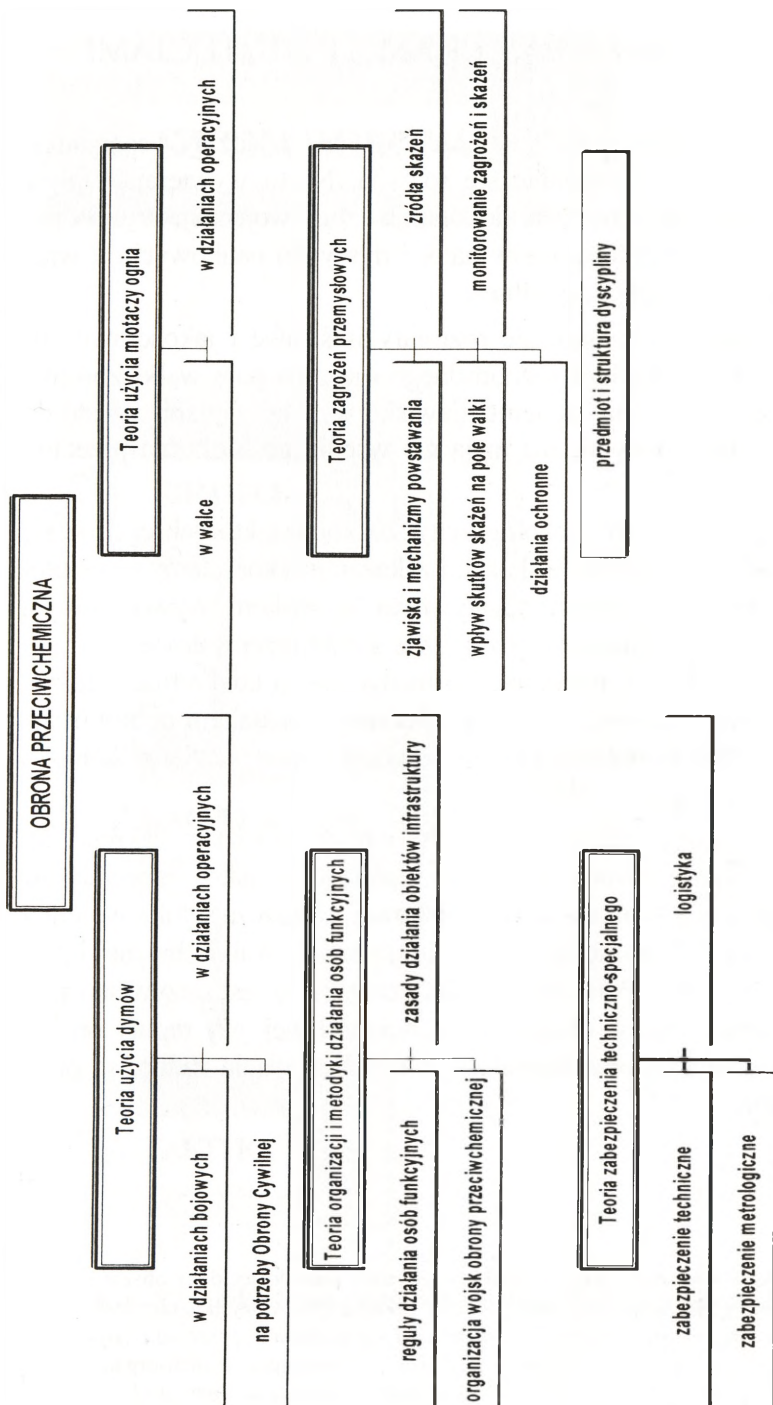 OBRONA PRZECIWCHEMICZNA
Teoria użycia dymów
w działaniach bojowych
w działaniach operacyjnych
na potrzeby Obrony Cywilnej
Teoria użycia miotaczy ognia
w walce
w działaniach operacyjnych
Teoria organizacji i metodyki działania osób funkcyjnych
reguły działania osób funkcyjnych
zasady działania obiektów infrastruktury
organizacja wojsk obrony przeciwchemicznej
Teoria zagrożeń przemysłowych
zjawiska i mechanizmy powstawania
źródła skażeń
wpływ skutków skażeń na pole walki
monitorowanie zagrożeń i skażeń
działania ochronne
Teoria zabezpieczenia techniczno-specjalnego
zabezpieczenie techniczne
logistyka
zabezpieczenie metrologiczne
przedmiot i struktura dyscypliny